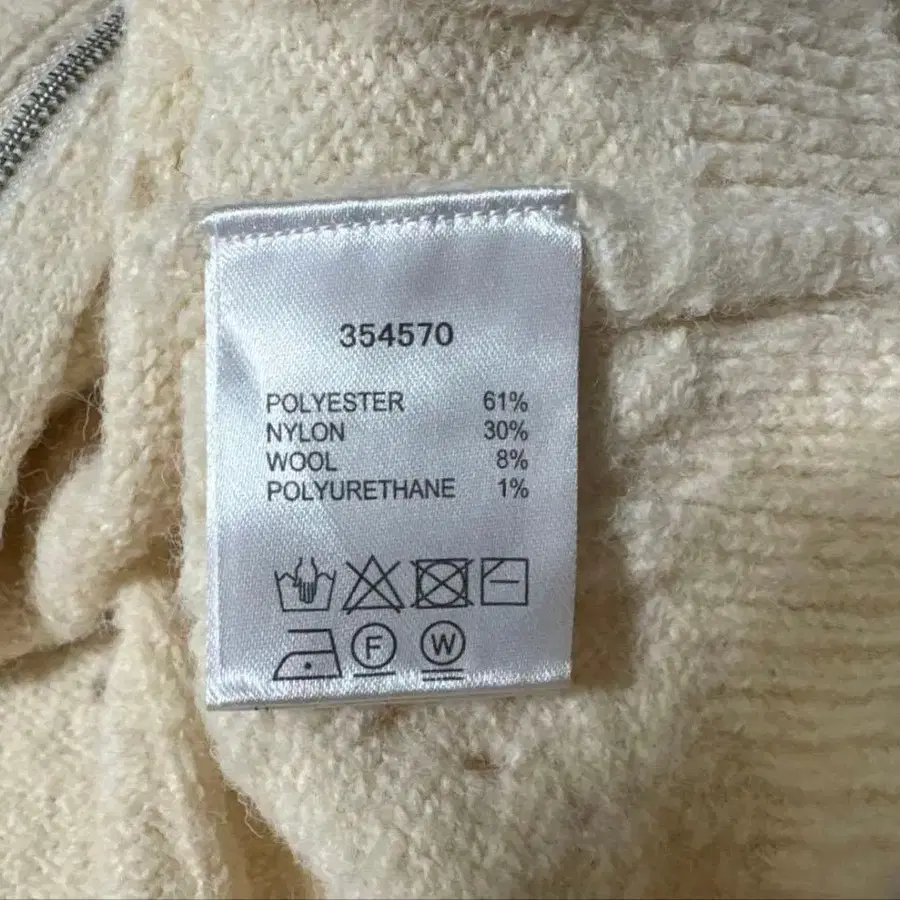 354570
POLYESTER 61%
NYLON 30%
WOOL 8%
POLYURETHANE 1%
F W